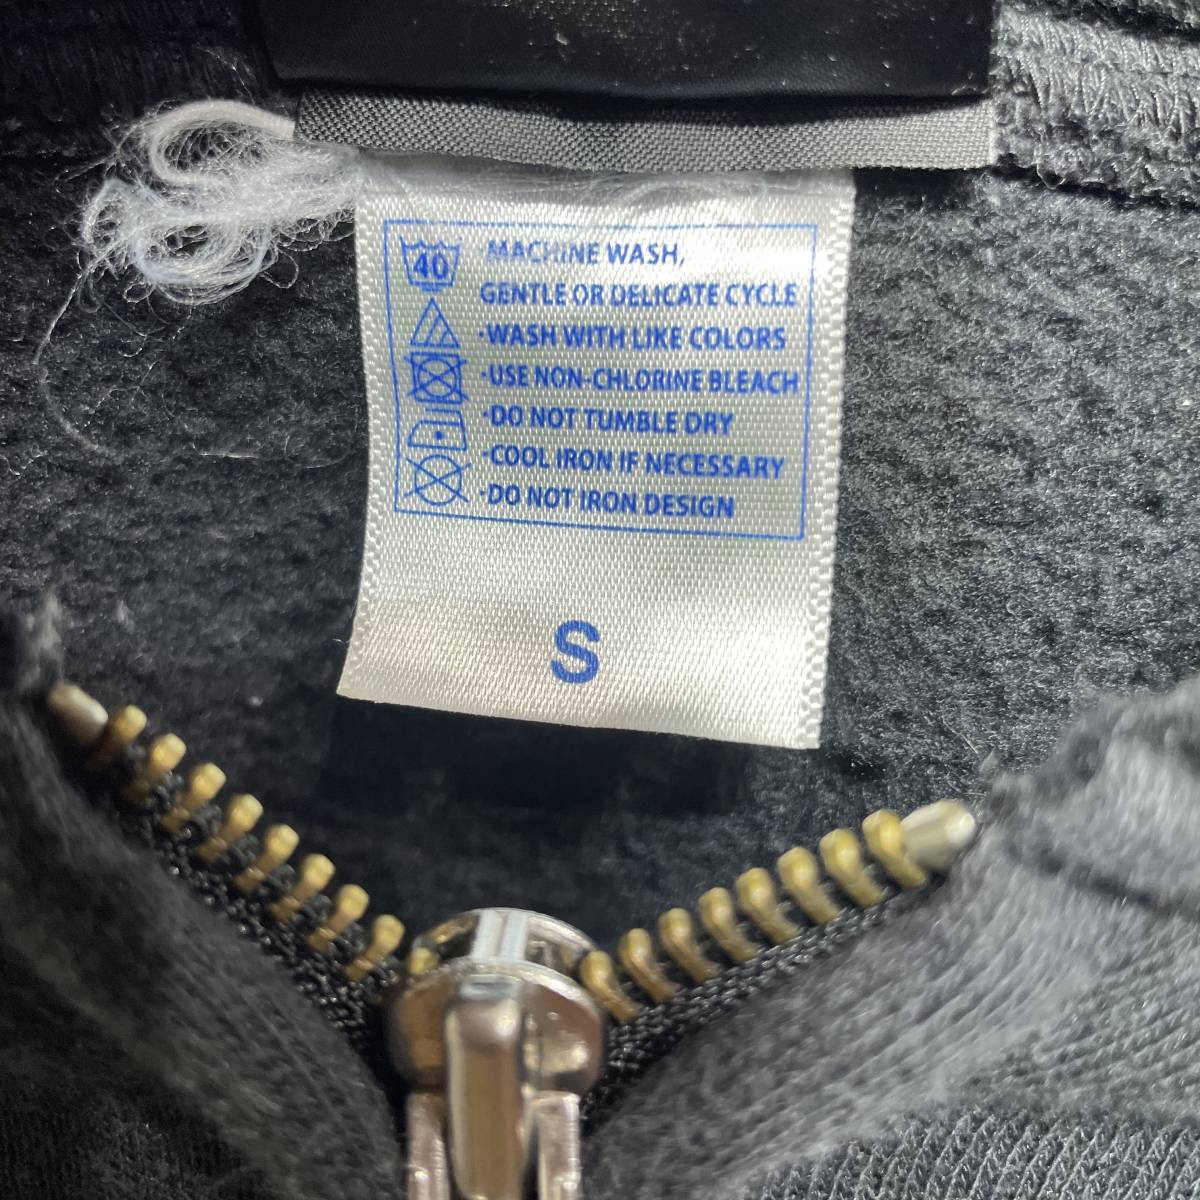 40
MACHINE WASH,
GENTLE OR DELICATE CYCLE
·WASH WITH LIKE COLORS
·USE NON-CHLORINE BLEACH
·DO NOT TUMBLE DRY
·COOL IRON IF NECESSARY
·DO NOT IRON DESIGN
S